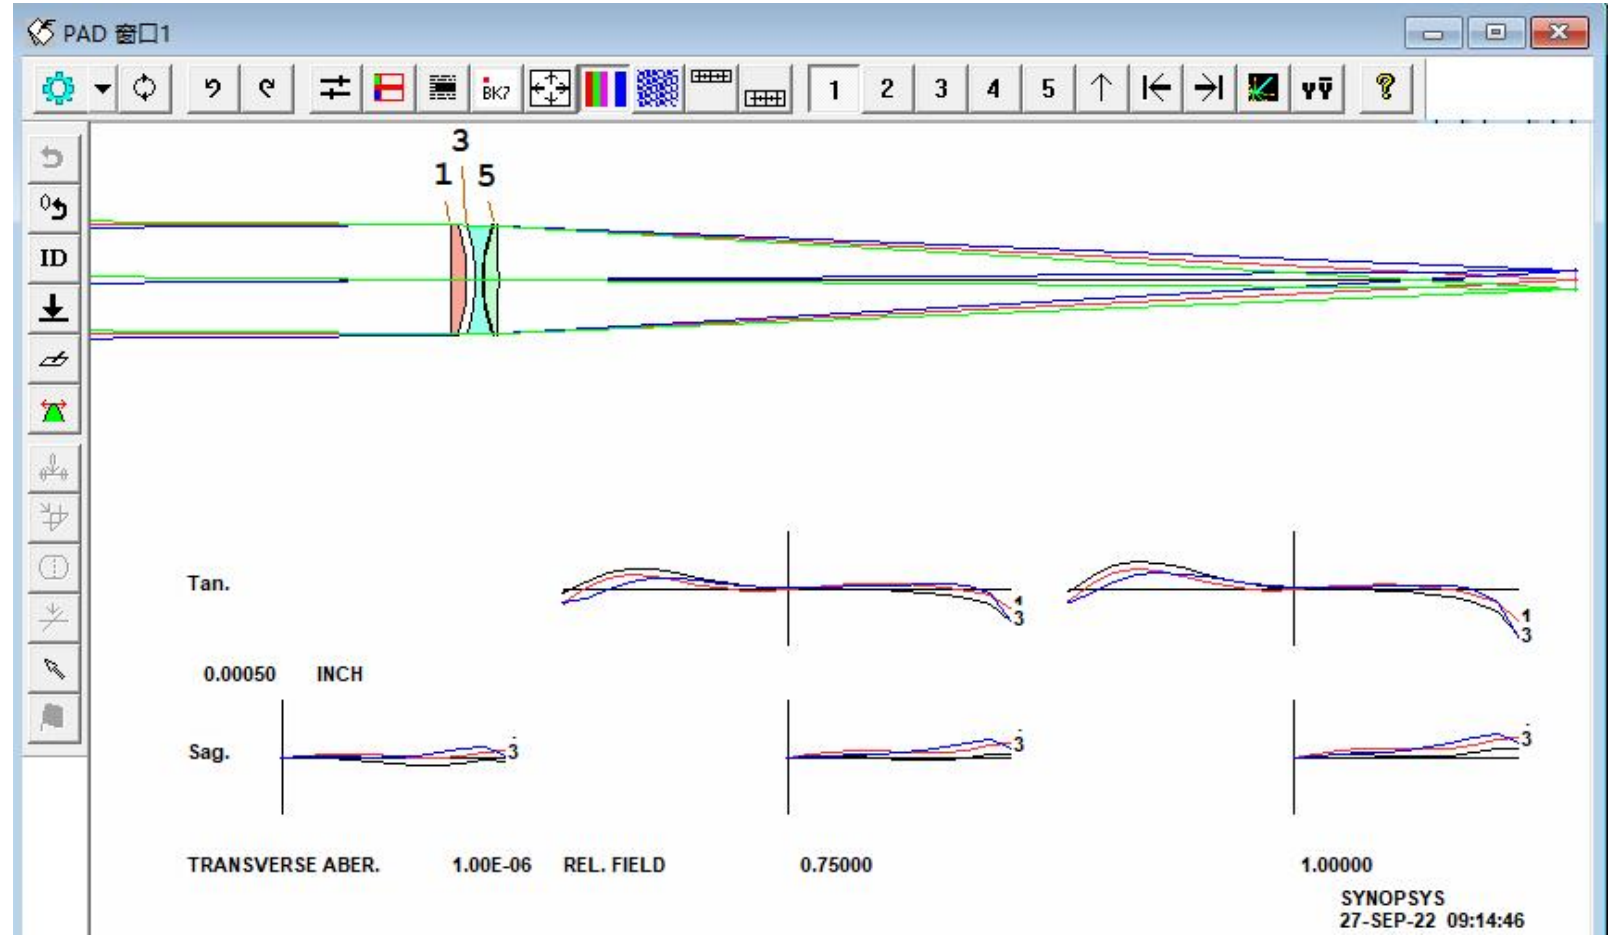 PAD 窗口1
BK7 1 2 3 4 5 yȳ ?
ID
3
1 5
Tan.
1
3
1
3
0.00050 INCH
Sag.
3
3
3
TRANSVERSE ABER. 1.00E-06 REL. FIELD 0.75000 1.00000
SYNOPSYS
27-SEP-22 09:14:46